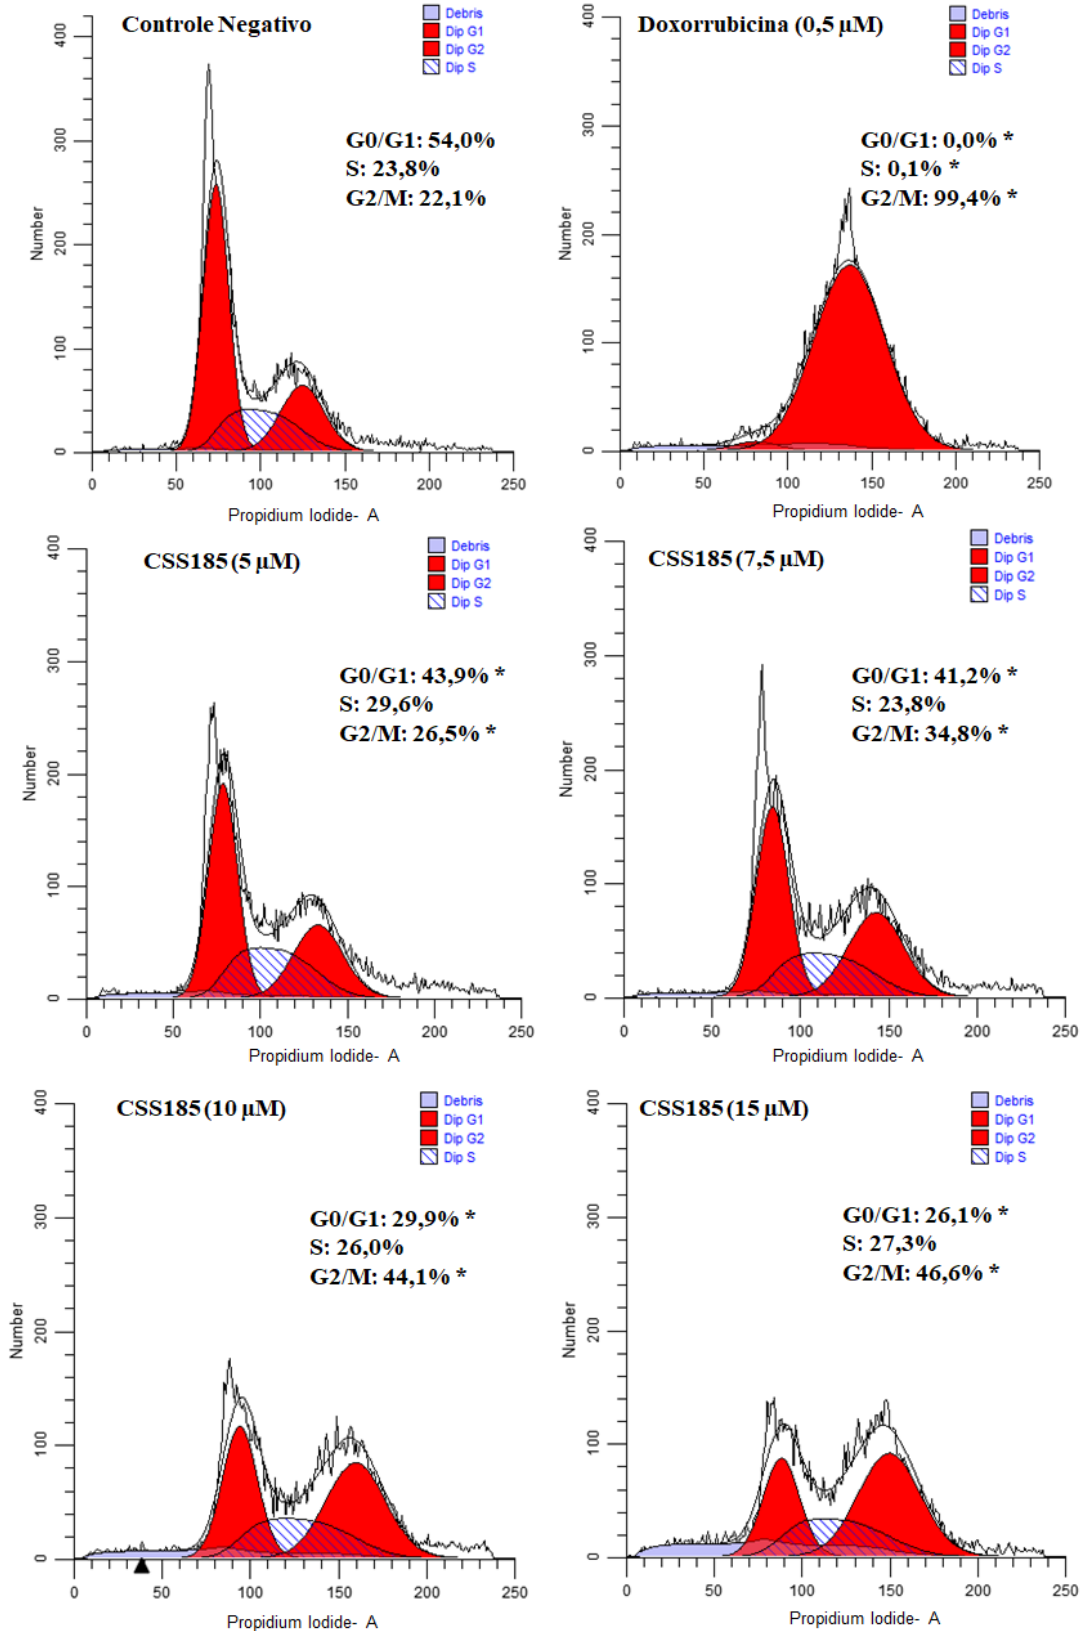 Controle Negativo
Debris
Dip G1
Dip G2
Dip S
G0/G1: 54,0%
S: 23,8%
G2/M: 22,1%
Number
400
300
200
100
0
0 50 100 150 200 250
Propidium Iodide- A
Doxorrubicina (0,5 µM)
Debris
Dip G1
Dip G2
Dip S
G0/G1: 0,0% *
S: 0,1% *
G2/M: 99,4% *
Number
400
300
200
100
0
0 50 100 150 200 250
Propidium Iodide- A
CSS185 (5 µM)
Debris
Dip G1
Dip G2
Dip S
G0/G1: 43,9% *
S: 29,6%
G2/M: 26,5% *
Number
400
300
200
100
0
0 50 100 150 200 250
Propidium Iodide- A
CSS185 (7,5 µM)
Debris
Dip G1
Dip G2
Dip S
G0/G1: 41,2% *
S: 23,8%
G2/M: 34,8% *
Number
400
300
200
100
0
0 50 100 150 200 250
Propidium Iodide- A
CSS185 (10 µM)
Debris
Dip G1
Dip G2
Dip S
G0/G1: 29,9% *
S: 26,0%
G2/M: 44,1% *
Number
400
300
200
100
0
0 50 100 150 200 250
Propidium Iodide- A
CSS185 (15 µM)
Debris
Dip G1
Dip G2
Dip S
G0/G1: 26,1% *
S: 27,3%
G2/M: 46,6% *
Number
400
300
200
100
0
0 50 100 150 200 250
Propidium Iodide- A